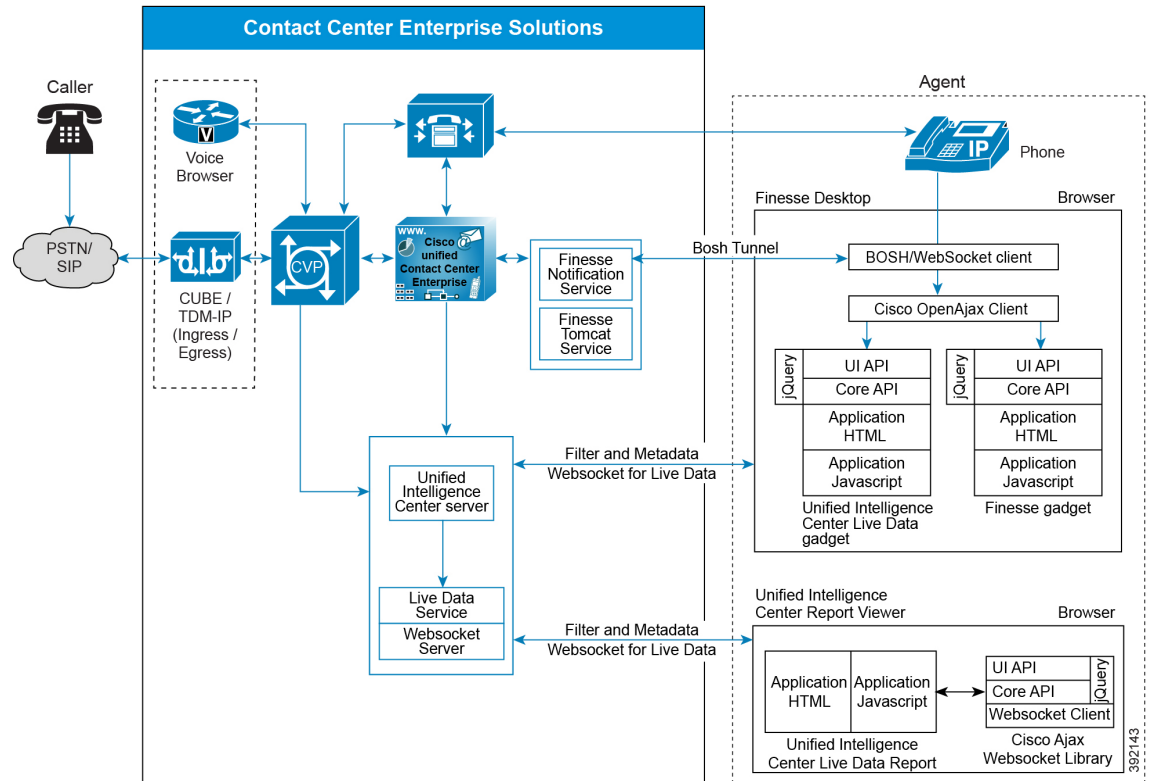 Contact Center Enterprise Solutions
Caller
PSTN/
SIP
V
Voice
Browser
CUBE /
TDM-IP
(Ingress /
Egress)
CVP
www.
Cisco
unified
Contact Center
Enterprise
Finesse
Notification
Service
Finesse
Tomcat
Service
Bosh Tunnel
Agent
IP
Phone
Finesse Desktop
Browser
BOSH/WebSocket client
Cisco OpenAjax Client
jQuery
UI API
Core API
Application
HTML
Application
Javascript
Unified Intelligence
Center Live Data
gadget
jQuery
UI API
Core API
Application
HTML
Application
Javascript
Finesse gadget
Unified
Intelligence
Center server
Live Data
Service
Websocket
Server
Filter and Metadata
Websocket for Live Data
Filter and Metadata
Websocket for Live Data
Unified Intelligence
Center Report Viewer
Browser
Application
HTML
Application
Javascript
Unified Intelligence
Center Live Data Report
UI API
Core API
jQuery
Websocket Client
Cisco Ajax
Websocket Library
392143